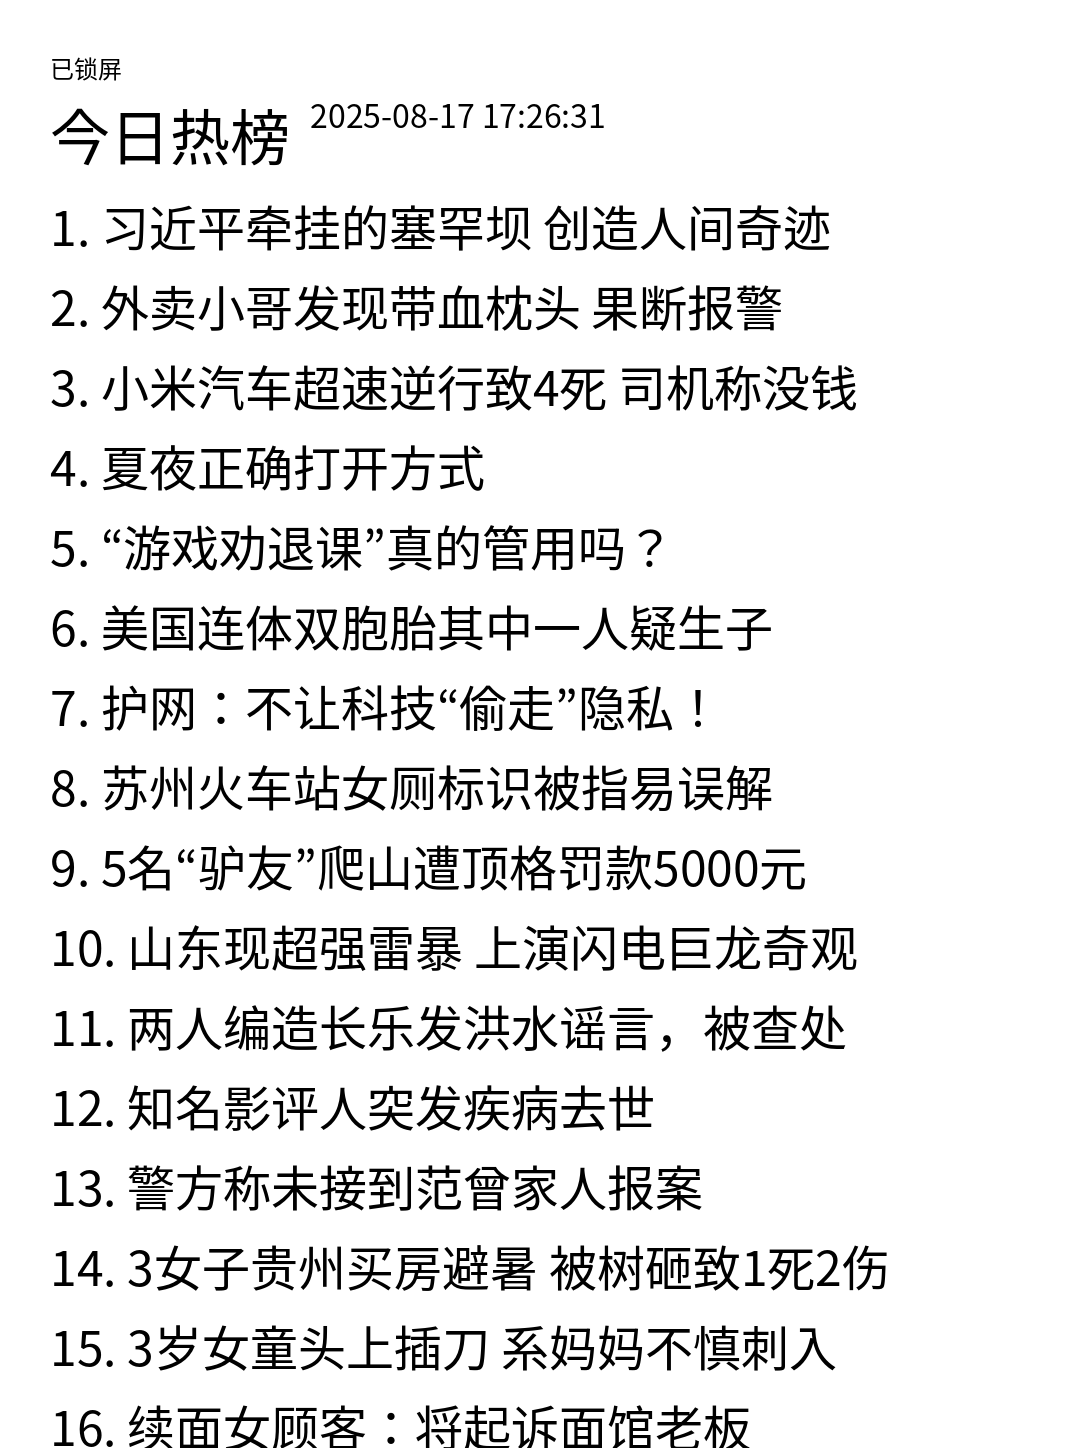 已锁屏
今日热榜 2025-08-17 17:26:31
1. 习近平牵挂的塞罕坝 创造人间奇迹
2. 外卖小哥发现带血枕头 果断报警
3. 小米汽车超速逆行致4死 司机称没钱
4. 夏夜正确打开方式
5. “游戏劝退课”真的管用吗？
6. 美国连体双胞胎其中一人疑生子
7. 护网：不让科技“偷走”隐私！
8. 苏州火车站女厕标识被指易误解
9. 5名“驴友”爬山遭顶格罚款5000元
10. 山东现超强雷暴 上演闪电巨龙奇观
11. 两人编造长乐发洪水谣言，被查处
12. 知名影评人突发疾病去世
13. 警方称未接到范曾家人报案
14. 3女子贵州买房避暑 被树砸致1死2伤
15. 3岁女童头上插刀 系妈妈不慎刺入
16. 续面女顾客：将起诉面馆老板